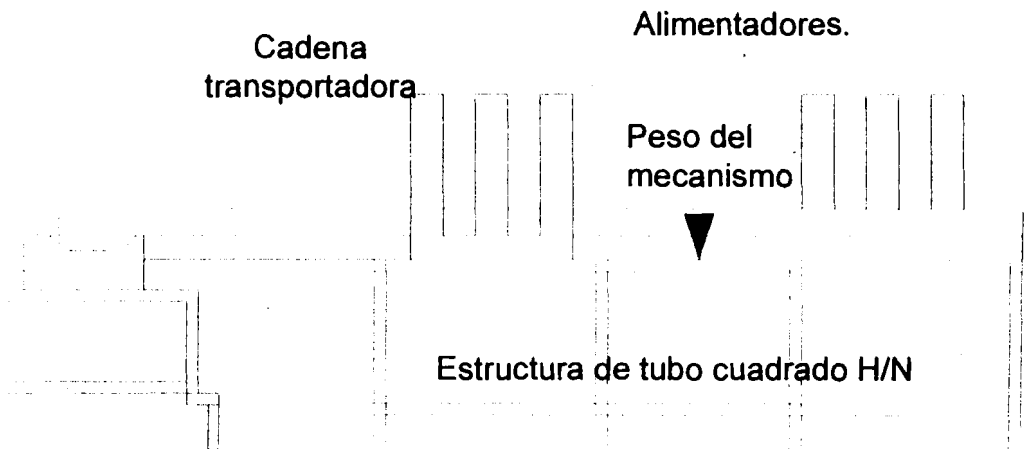 Alimentadores.
Cadena
transportadora
Peso del
mecanismo
Estructura de tubo cuadrado H/N